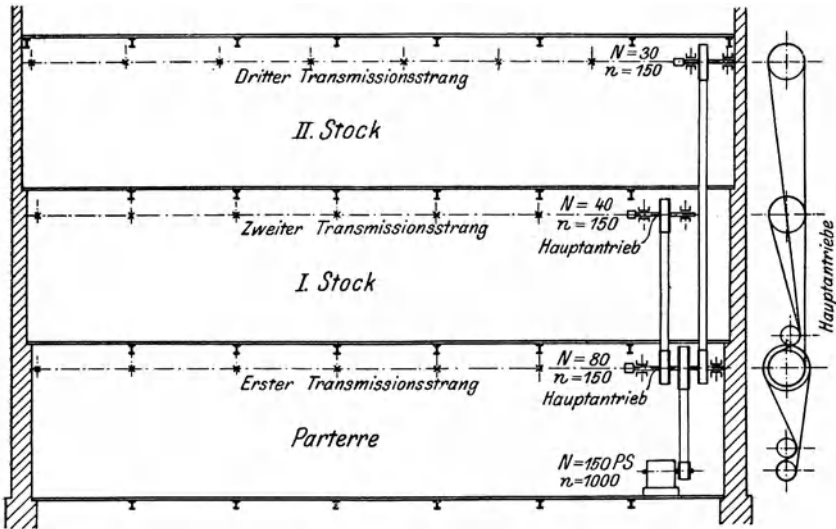 N=30
n=150
Dritter Transmissionsstrang
II. Stock
N= 40
n=150
Zweiter Transmissionsstrang
Hauptantrieb
I. Stock
N=80
n=150
Erster Transmissionsstrang
Hauptantrieb
Parterre
N=150 PS
n=1000
Hauptantriebe